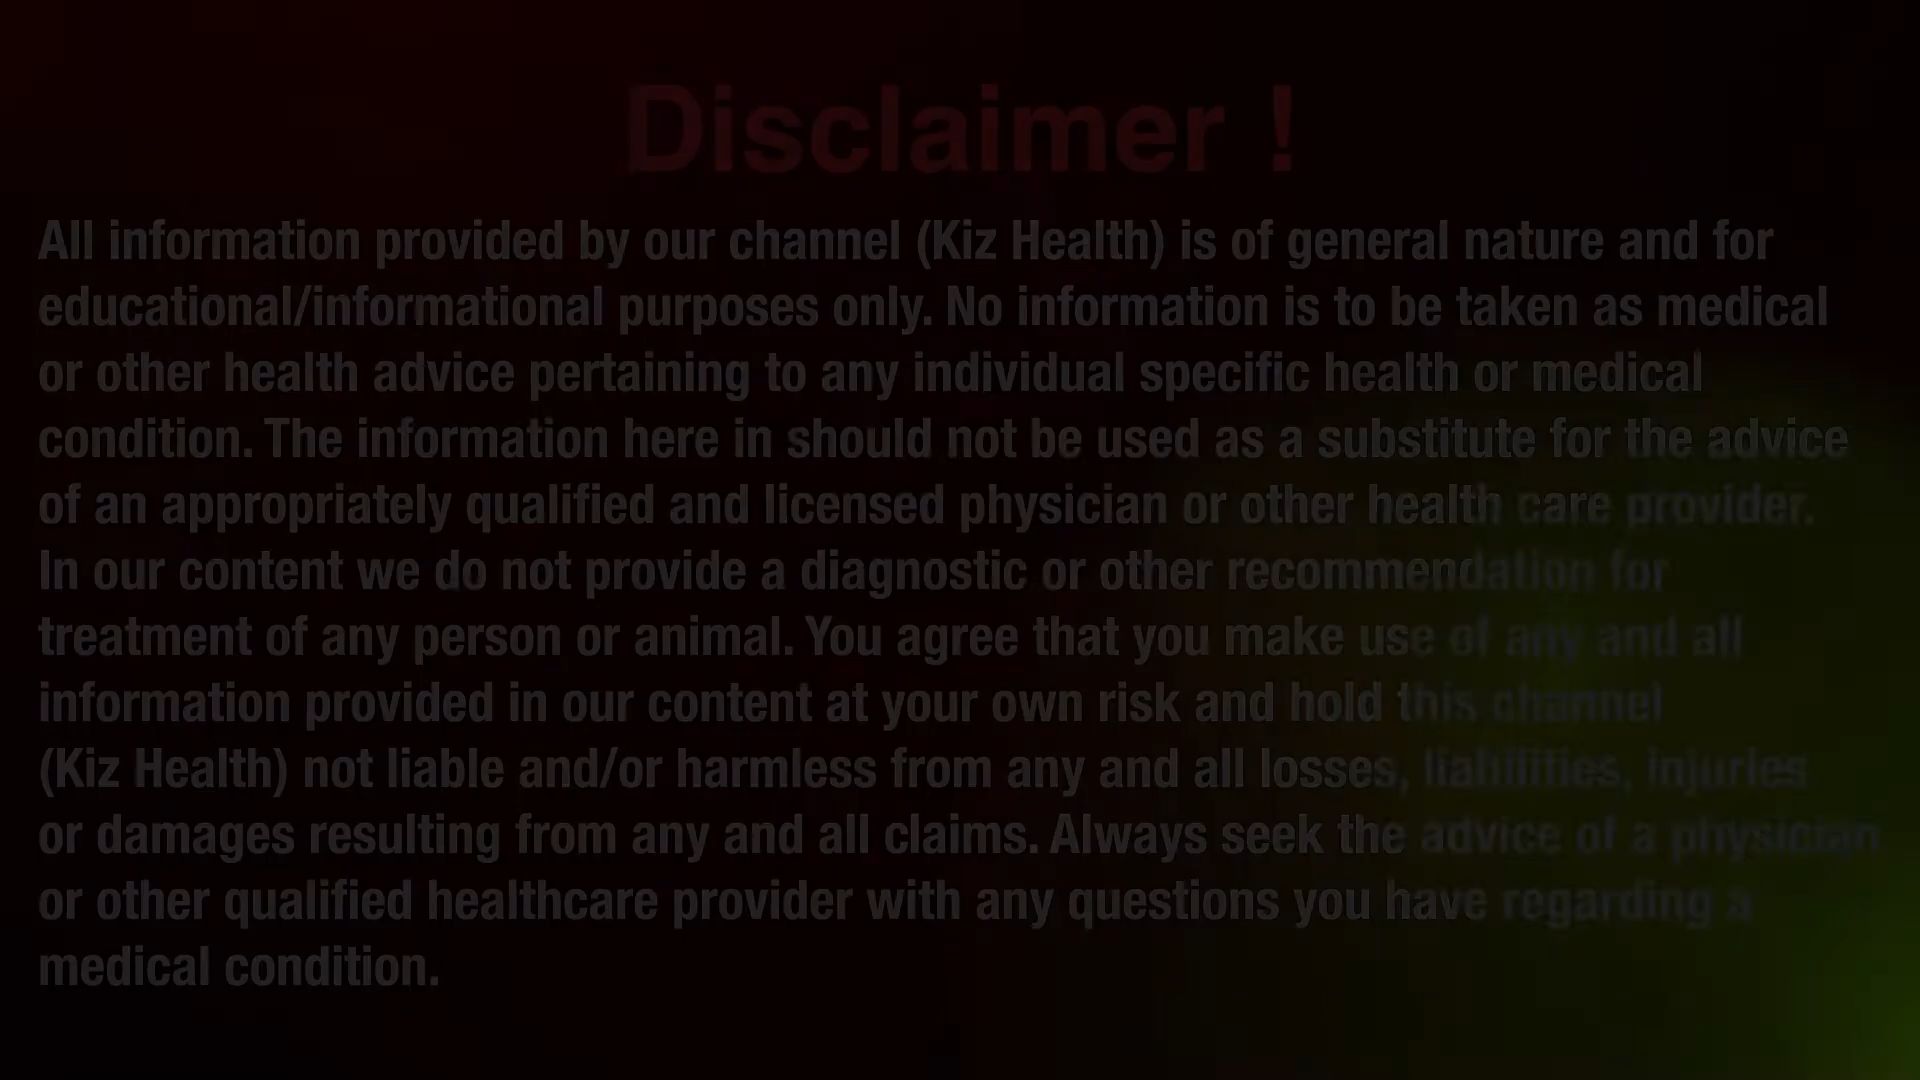 Disclaimer !
All information provided by our channel (Kiz Health) is of general nature and for
educational/informational purposes only. No information is to be taken as medical
or other health advice pertaining to any individual specific health or medical
condition. The information here in should not be used as a substitute for the advice
of an appropriately qualified and licensed physician or other health care provider.
In our content we do not provide a diagnostic or other recommendation for
treatment of any person or animal. You agree that you make use of any and all
information provided in our content at your own risk and hold this channel
(Kiz Health) not liable and/or harmless from any and all losses, liabilities, injuries
or damages resulting from any and all claims. Always seek the advice of a physician
or other qualified healthcare provider with any questions you have regarding a
medical condition.